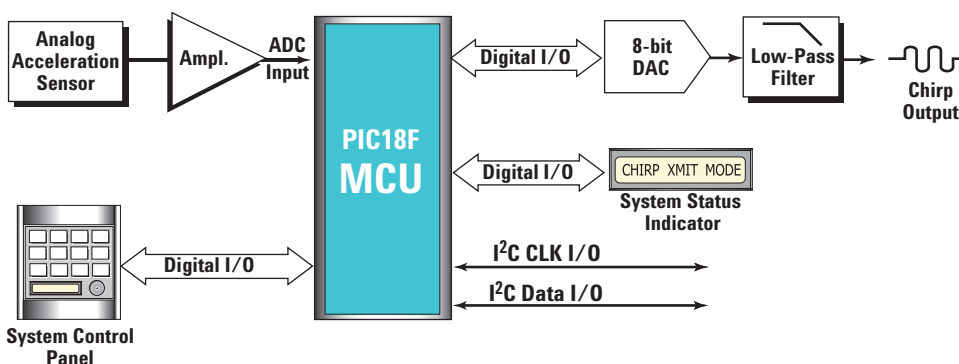 Analog
Acceleration
Sensor
Ampl.
ADC
Input
PIC18F
MCU
Digital I/O
8-bit
DAC
Low-Pass
Filter
Chirp
Output
Digital I/O
CHIRP XMIT MODE
System Status
Indicator
Digital I/O
System Control
Panel
I²C CLK I/O
I²C Data I/O